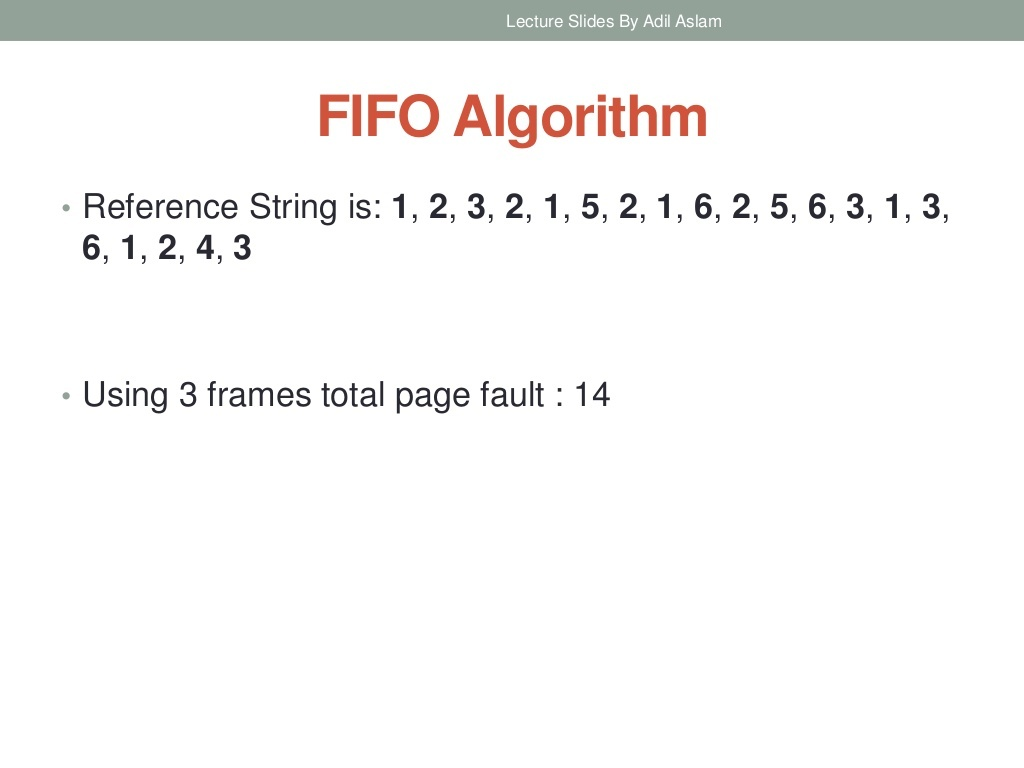 Lecture Slides By Adil Aslam
FIFO Algorithm
• Reference String is: 1, 2, 3, 2, 1, 5, 2, 1, 6, 2, 5, 6, 3, 1, 3,
6, 1, 2, 4, 3
• Using 3 frames total page fault : 14